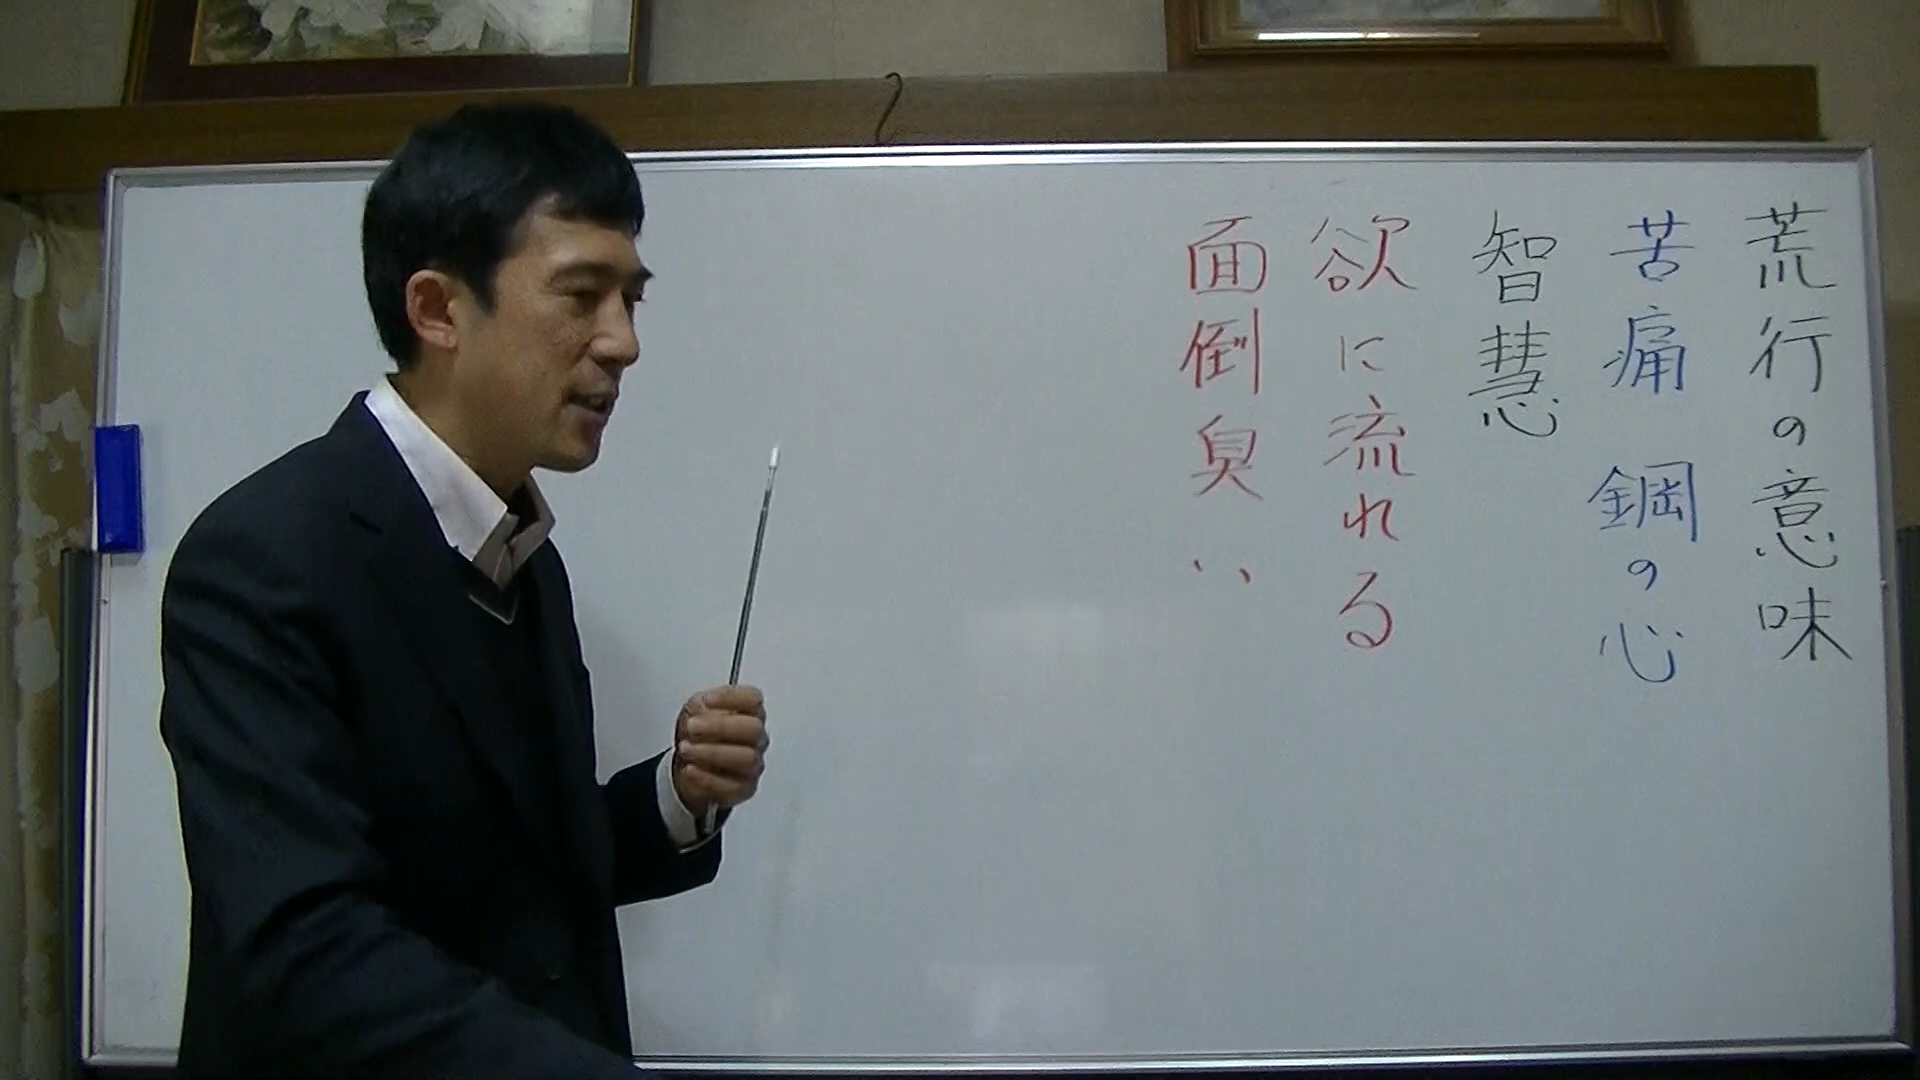 荒行の意味
苦痛 鋼の心
智慧
欲に流れる
面倒臭い